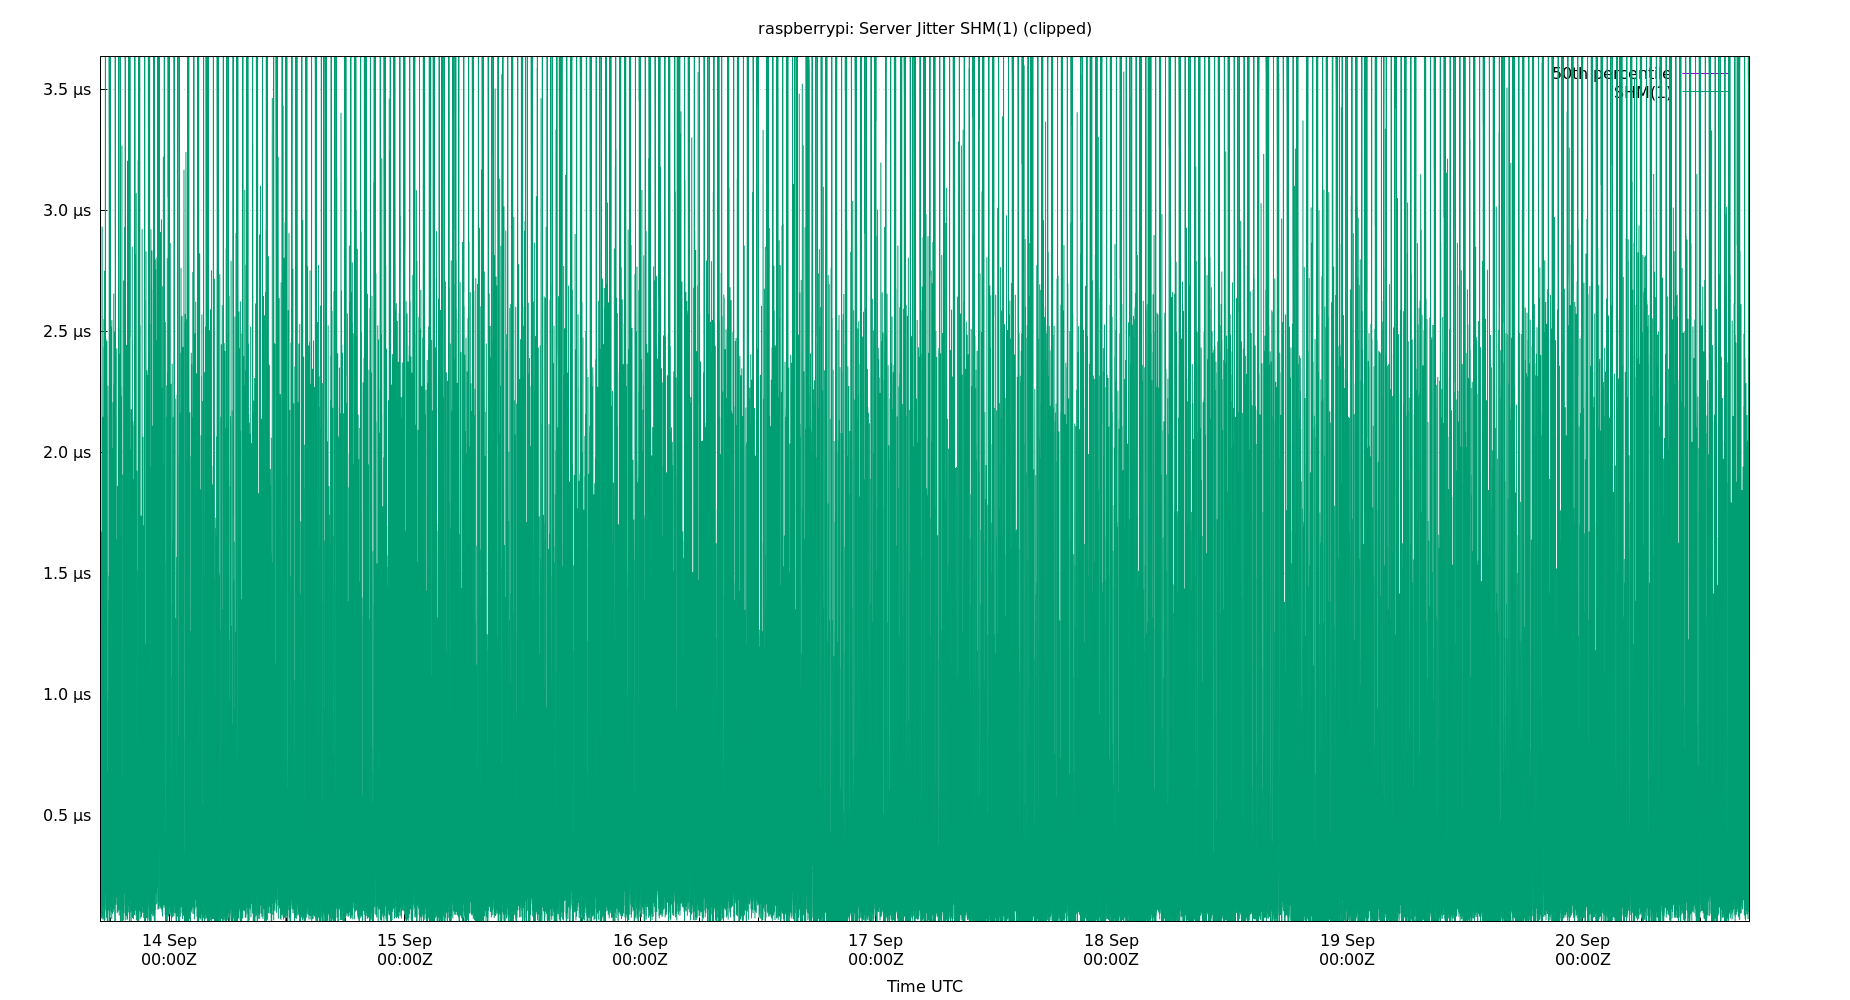 raspberrypi: Server Jitter SHM(1) (clipped)
50th percentile
SHM(1)
3.5 µs
3.0 µs
2.5 µs
2.0 µs
1.5 µs
1.0 µs
0.5 µs
14 Sep 15 Sep 16 Sep 17 Sep 18 Sep 19 Sep 20 Sep
00:00Z 00:00Z 00:00Z 00:00Z 00:00Z 00:00Z 00:00Z
Time UTC